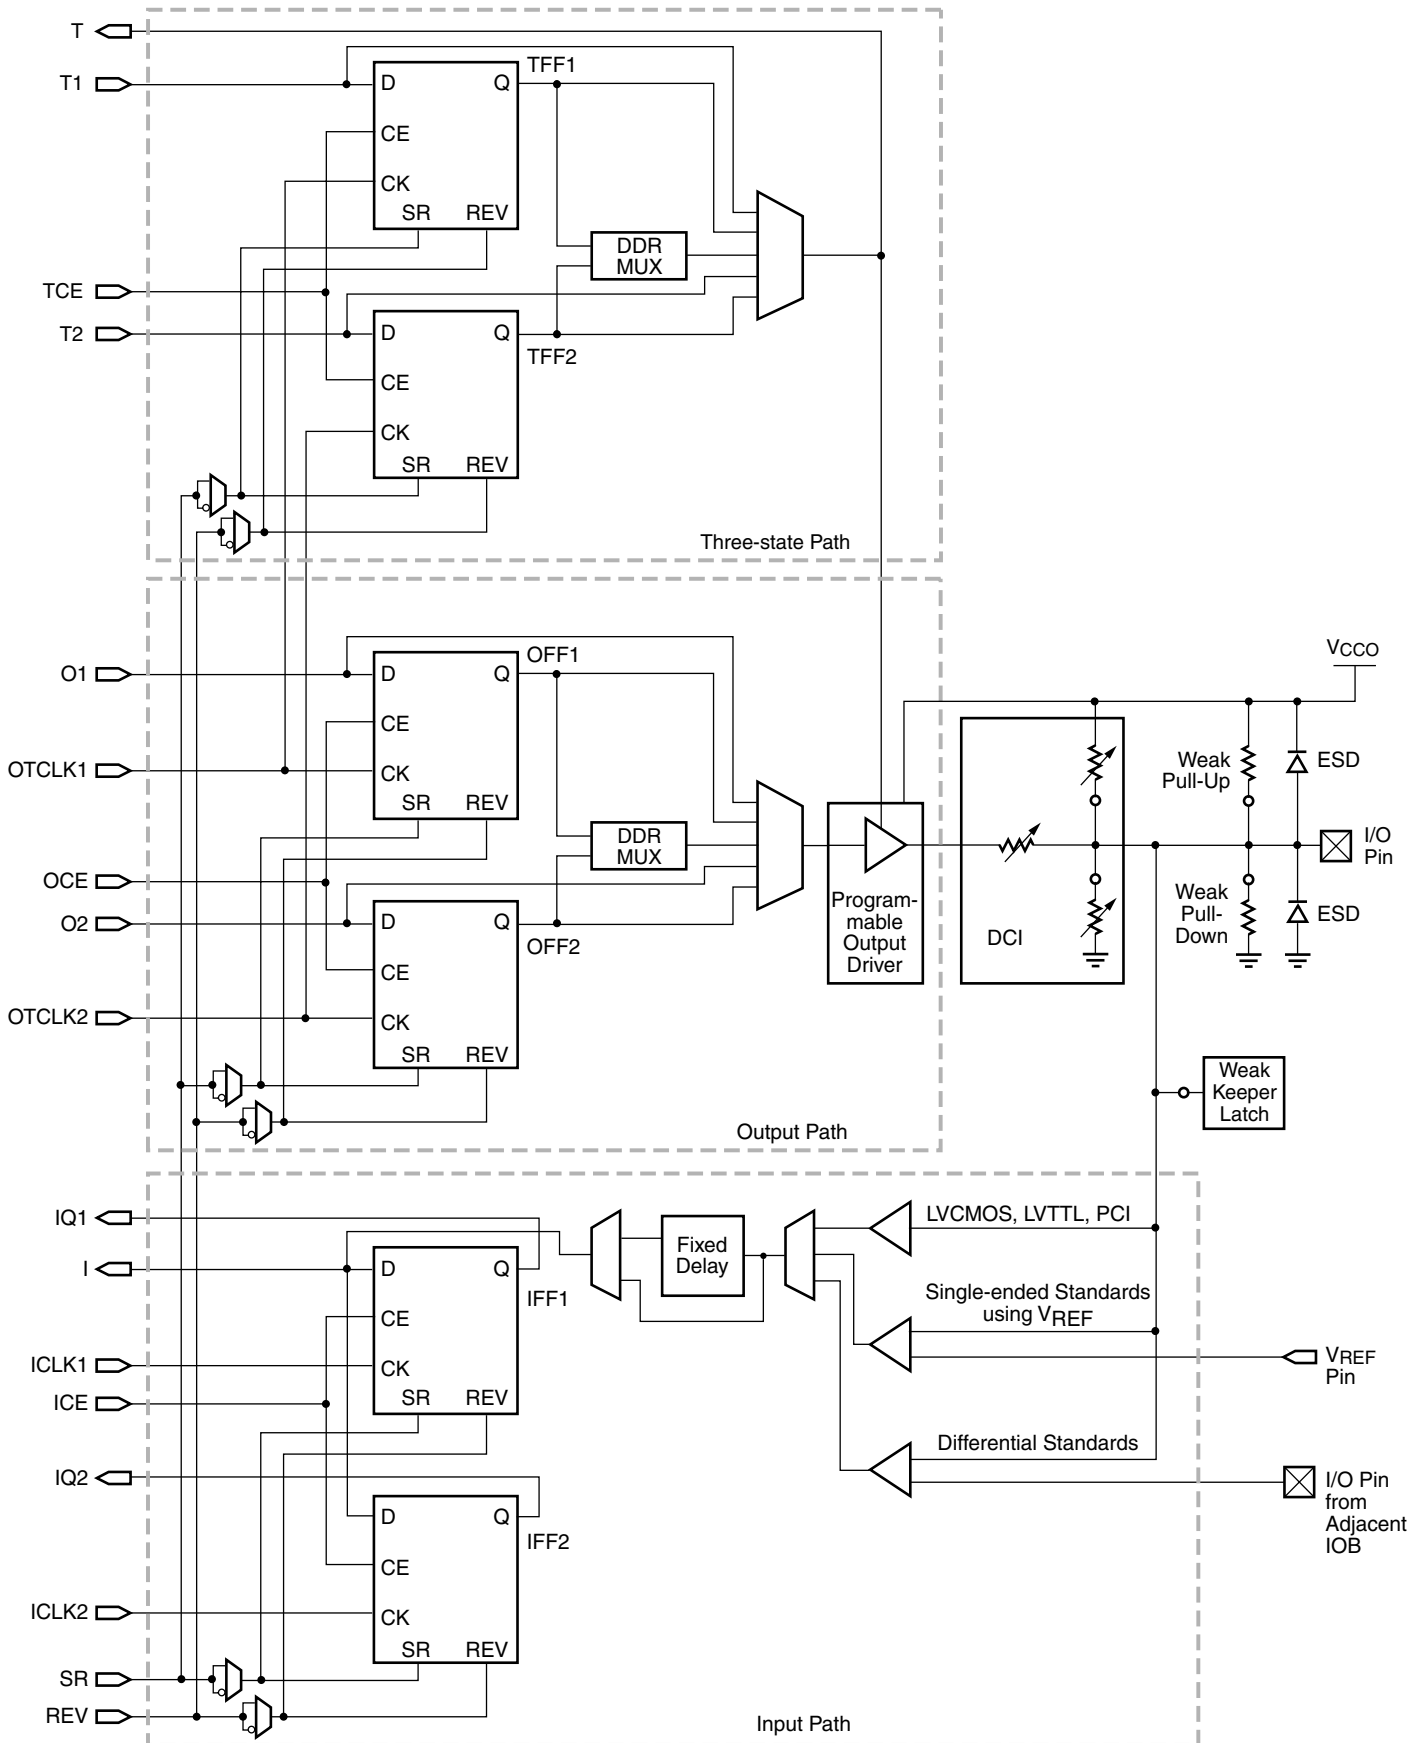 T
T1
D
Q
TFF1
CE
CK
SR
REV
DDR
MUX
TCE
T2
D
Q
TFF2
CE
CK
SR
REV
Three-state Path
O1
D
Q
OFF1
CE
OTCLK1
CK
SR
REV
DDR
MUX
OCE
O2
D
Q
OFF2
CE
OTCLK2
CK
SR
REV
Program-
mable
Output
Driver
DCI
VCCO
Weak
Pull-Up
ESD
I/O
Pin
Weak
Pull-
Down
ESD
Weak
Keeper
Latch
Output Path
IQ1
I
D
Q
IFF1
CE
ICLK1
CK
ICE
SR
REV
Fixed
Delay
LVCMOS, LVTTL, PCI
Single-ended Standards
using VREF
VREF
Pin
Differential Standards
I/O Pin
from
Adjacent
IOB
IQ2
D
Q
IFF2
CE
ICLK2
CK
SR
REV
SR
REV
Input Path